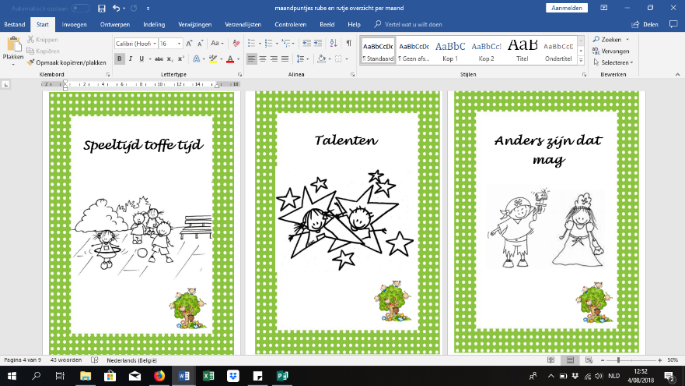 maandpuntjes rubs en rutje overzicht per maand
Aanmelden
Bestand Start Invoegen Ontwerpen Indeling Verwijzingen Verzendlijsten Controleren Beeld Help Vertel wat u wilt doen Delen
Plakken
Knippen
Kopiëren
Opmaak kopiëren/plakken
Klembord
Calibri (Hoofd 16
Lettertype
Alinea
AaBbCcDc AaBbCcDc AaBbC AaBbCc AaB AaBbCcD
¶ Standaard ¶ Geen afs... Kop 1 Kop 2 Titel Ondertitel
Stijlen
Zoeken
Vervangen
Selecteren
Bewerken
Speeltijd toffe tijd
Talenten
Anders zijn dat
mag
Pagina 4 van 9 43 woorden Nederlands (België) 50%
NLD 12:52
4/08/2018